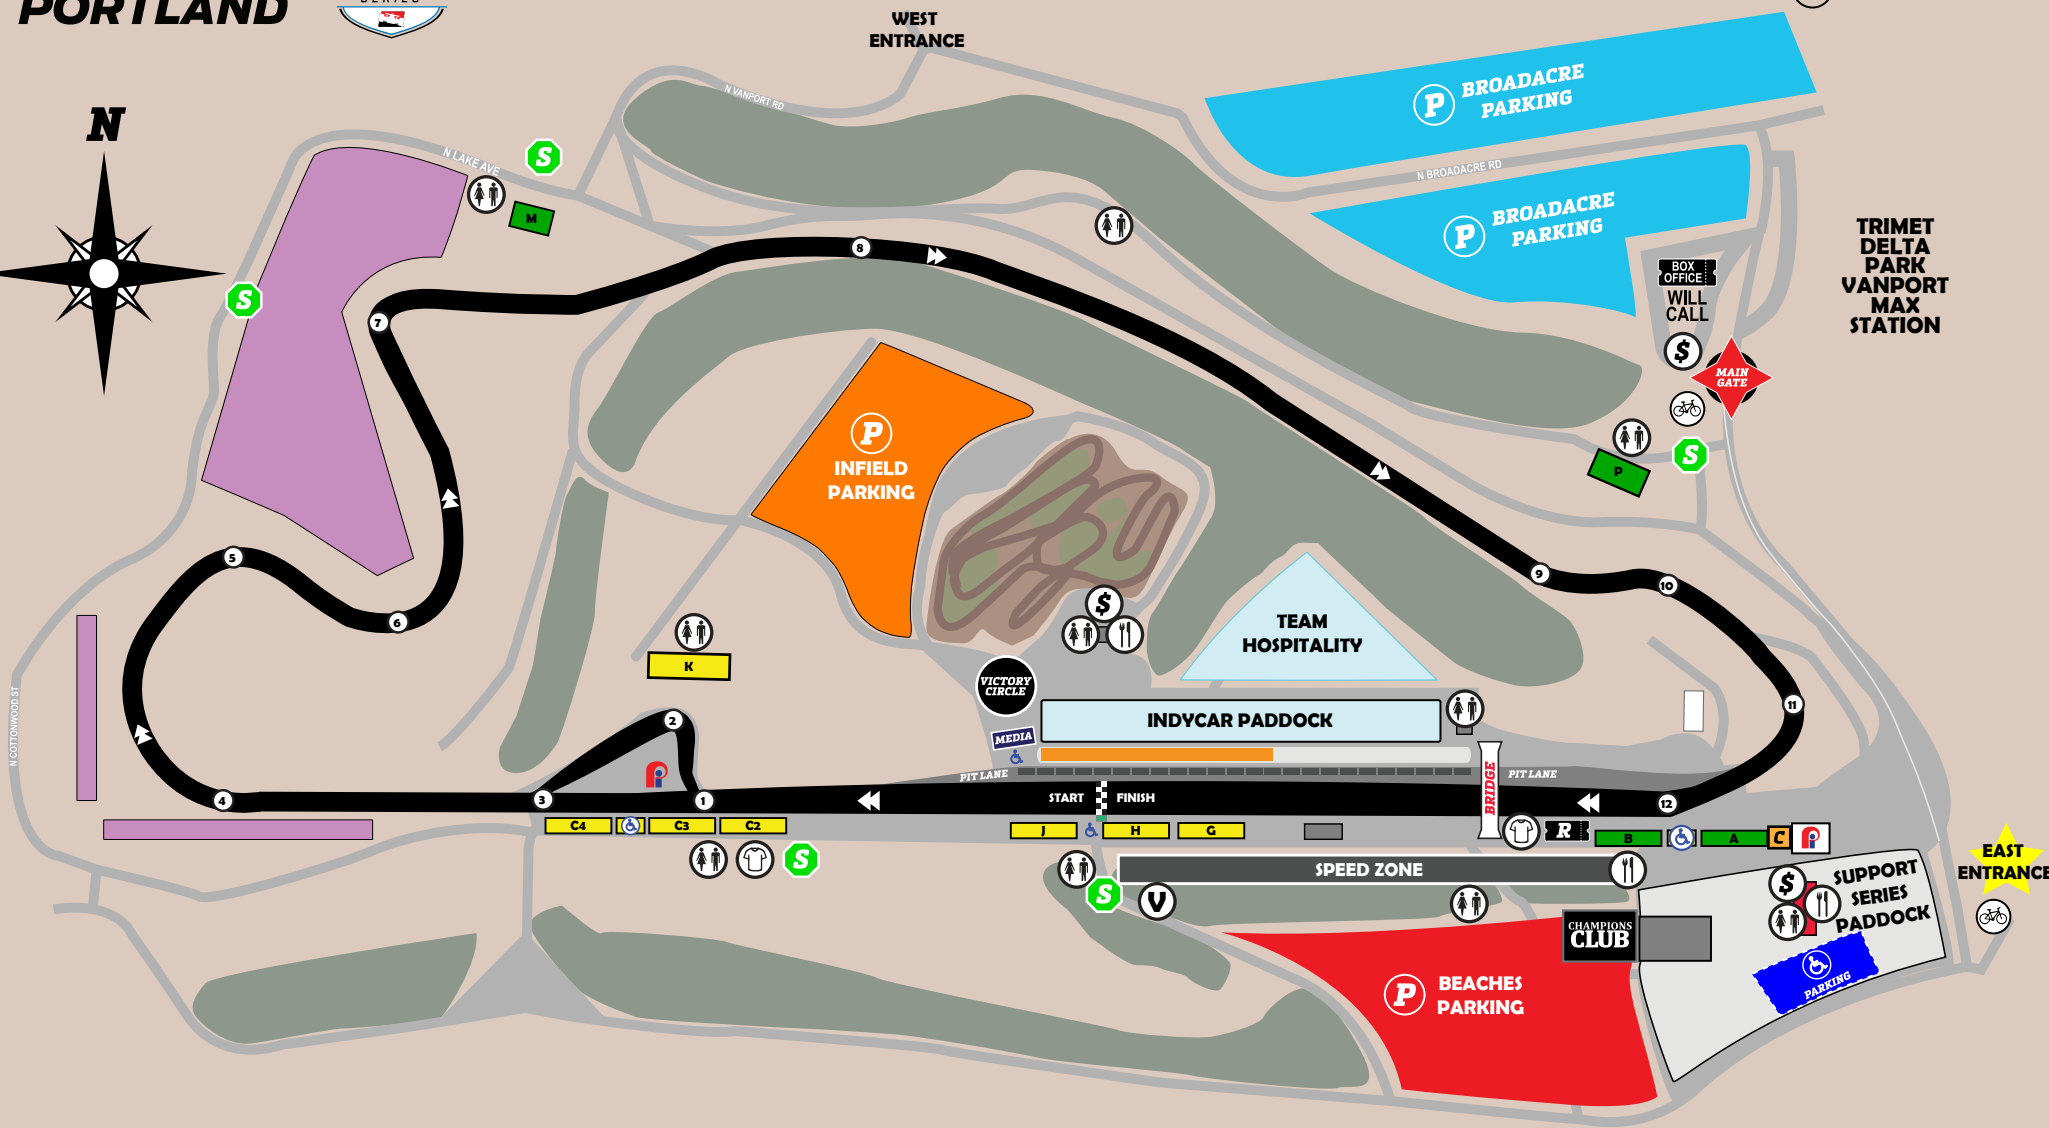 PORTLAND
SERIES
WEST
ENTRANCE
N VANPORT RD
P
BROADACRE
PARKING
N BROADACRE RD
P
BROADACRE
PARKING
N
N LAKE AVE
S
M
S
8
7
BOX
OFFICE
WILL
CALL
$
MAIN
GATE
TRIMET
DELTA
PARK
VANPORT
MAX
STATION
P
S
P
INFIELD
PARKING
5
6
9
10
11
12
$
TEAM
HOSPITALITY
K
VICTORY
CIRCLE
MEDIA
INDYCAR PADDOCK
N COTTONWOOD ST
2
PIT LANE
BRIDGE
PIT LANE
4
3
1
START
FINISH
C4
C3
C2
J
H
G
R
B
A
C
S
SPEED ZONE
S
V
EAST
ENTRANCE
$
SUPPORT
SERIES
PADDOCK
CHAMPIONS
CLUB
PARKING
P
BEACHES
PARKING